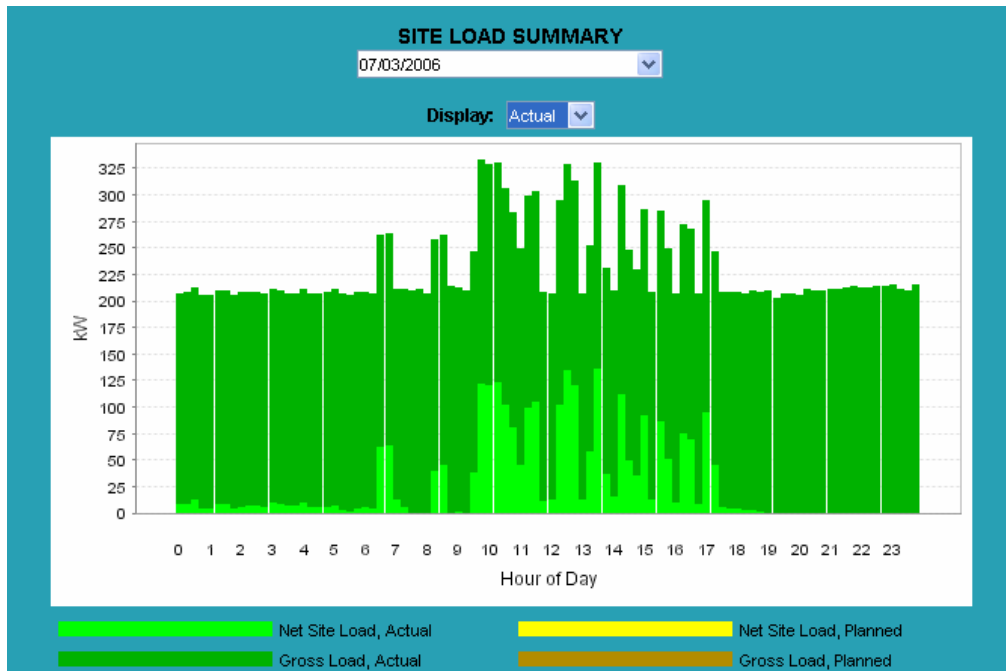 SITE LOAD SUMMARY
07/03/2006
Display: Actual
325
300
275
250
225
200
175
150
125
100
75
50
25
0
kW
0 1 2 3 4 5 6 7 8 9 10 11 12 13 14 15 16 17 18 19 20 21 22 23
Hour of Day
Net Site Load, Actual Net Site Load, Planned
Gross Load, Actual Gross Load, Planned